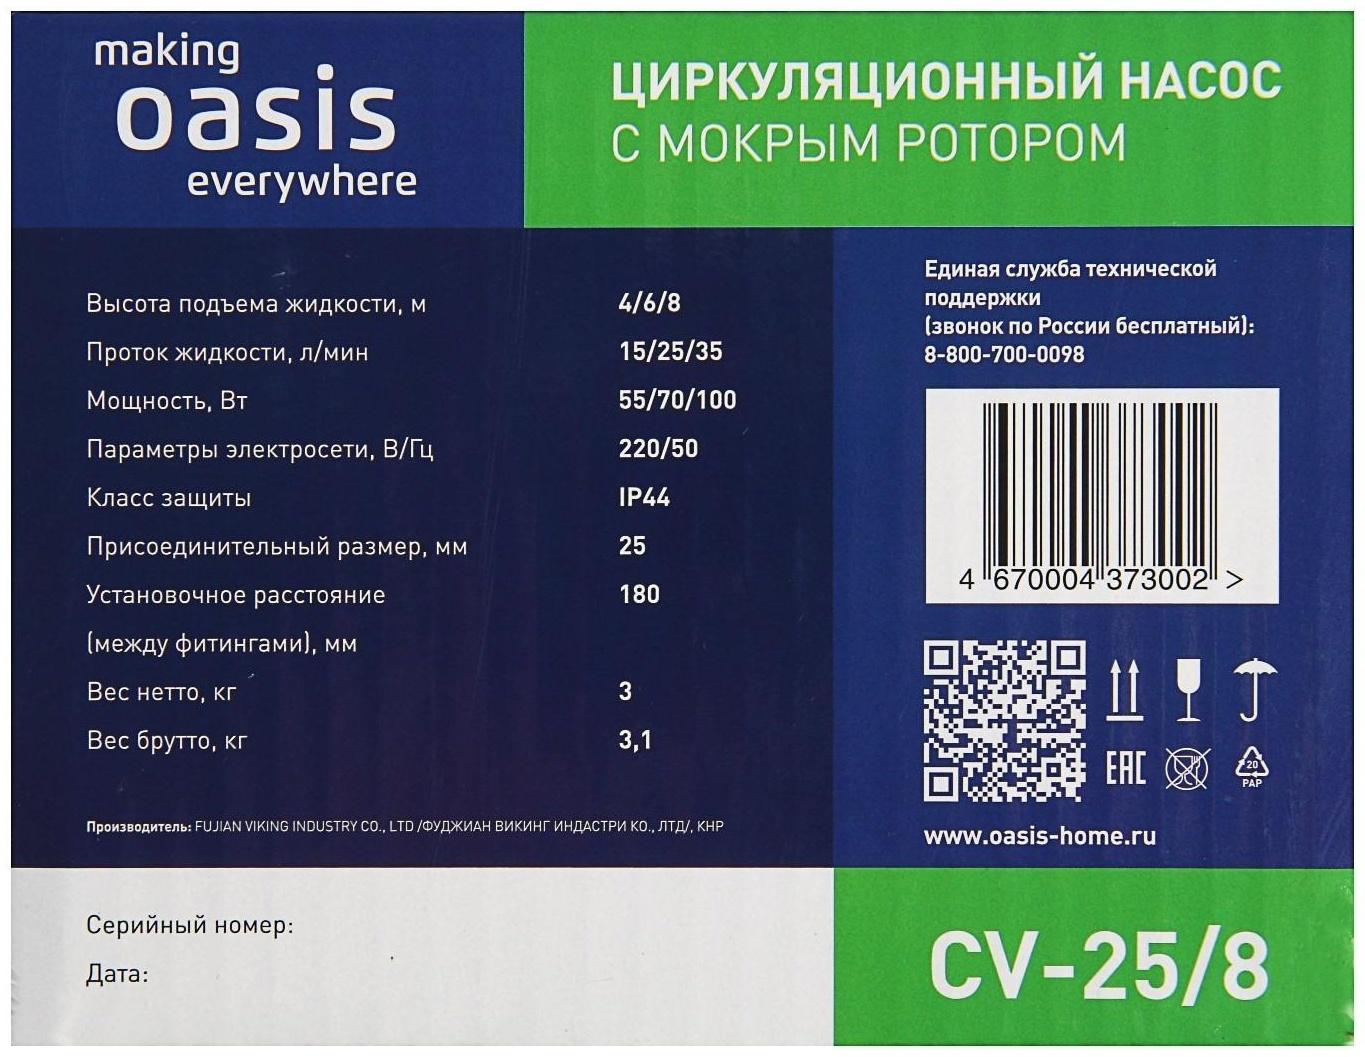 making
oasis
everywhere
ЦИРКУЛЯЦИОННЫЙ НАСОС
С МОКРЫМ РОТОРОМ
Высота подъема жидкости, м 4/6/8
Проток жидкости, л/мин 15/25/35
Мощность, Вт 55/70/100
Параметры электросети, В/Гц 220/50
Класс защиты IP44
Присоединительный размер, мм 25
Установочное расстояние 180
(между фитингами), мм
Вес нетто, кг 3
Вес брутто, кг 3,1
Производитель: FUJIAN VIKING INDUSTRY CO., LTD /ФУДЖИАН ВИКИНГ ИНДАСТРИ КО., ЛТД/, КНР
Единая служба технической
поддержки
(звонок по России бесплатный):
8-800-700-0098
4 670004 373002 >
EAC
20
PAP
www.oasis-home.ru
Серийный номер:
Дата:
CV-25/8